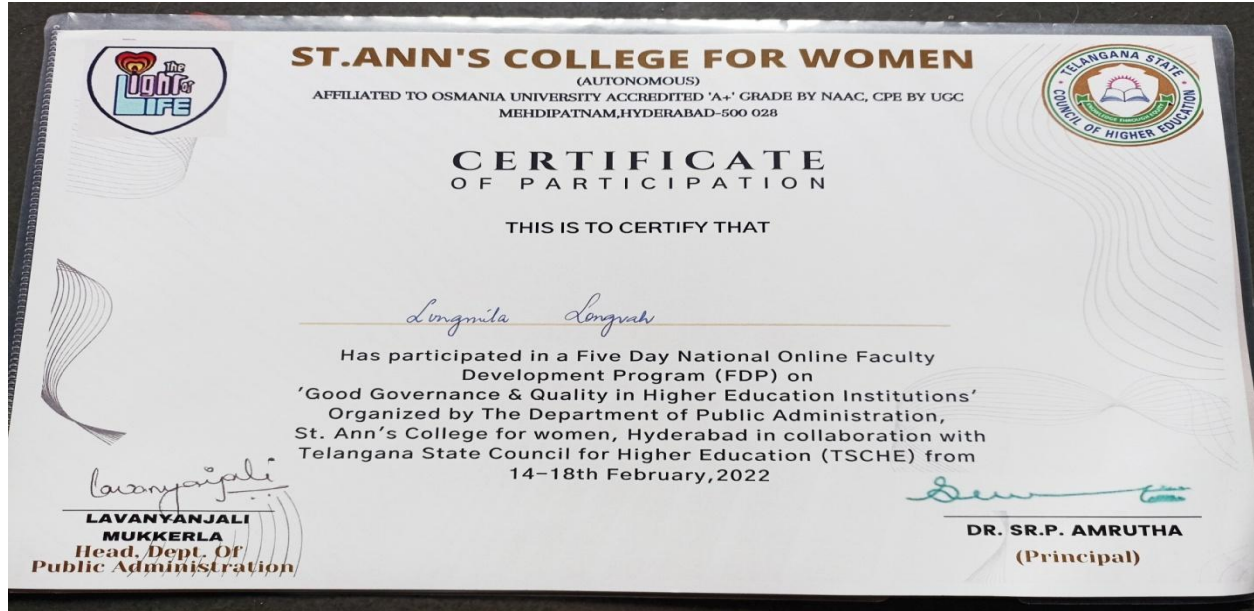 The
Light of
LIFE
ST.ANN'S COLLEGE FOR WOMEN
(AUTONOMOUS)
AFFILIATED TO OSMANIA UNIVERSITY ACCREDITED 'A+' GRADE BY NAAC, CPE BY UGC
MEHDIPATNAM,HYDERABAD-500 028
TELANGANA STATE
COUNCIL OF HIGHER EDUCATION
CERTIFICATE
OF PARTICIPATION
THIS IS TO CERTIFY THAT
Longmila Longvah
Has participated in a Five Day National Online Faculty
Development Program (FDP) on
'Good Governance & Quality in Higher Education Institutions'
Organized by The Department of Public Administration,
St. Ann's College for women, Hyderabad in collaboration with
Telangana State Council for Higher Education (TSCHE) from
14-18th February,2022
Lavanyanjali
LAVANYANJALI
MUKKERLA
Head, Dept. Of
Public Administration
DR. SR.P. AMRUTHA
(Principal)